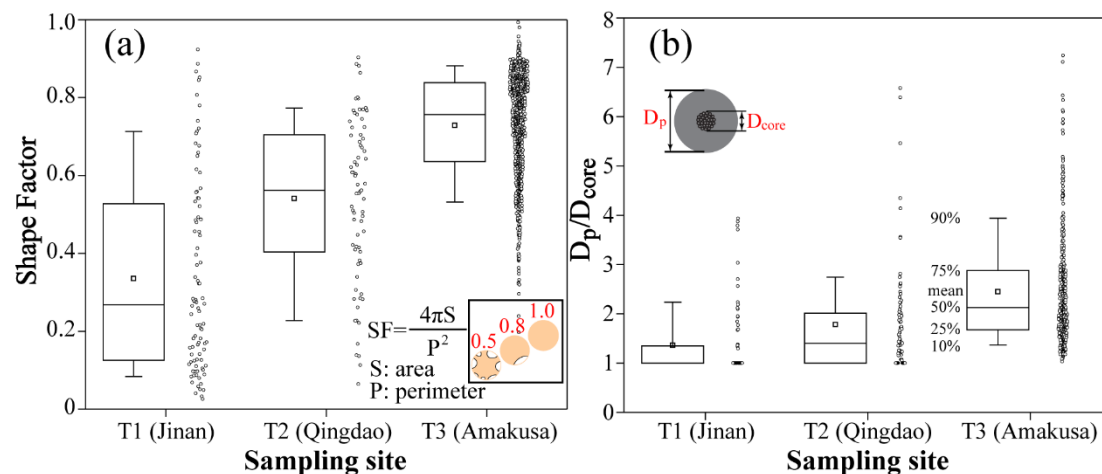 (a)
1.0
0.8
0.6
0.4
0.2
0
Shape Factor
SF=4πS/P²
S: area
P: perimeter
0.5
0.8
1.0
T1 (Jinan)
T2 (Qingdao)
T3 (Amakusa)
Sampling site
(b)
8
7
6
5
4
3
2
1
0
Dp/Dcore
Dp
Dcore
90%
75%
mean
50%
25%
10%
T1 (Jinan)
T2 (Qingdao)
T3 (Amakusa)
Sampling site